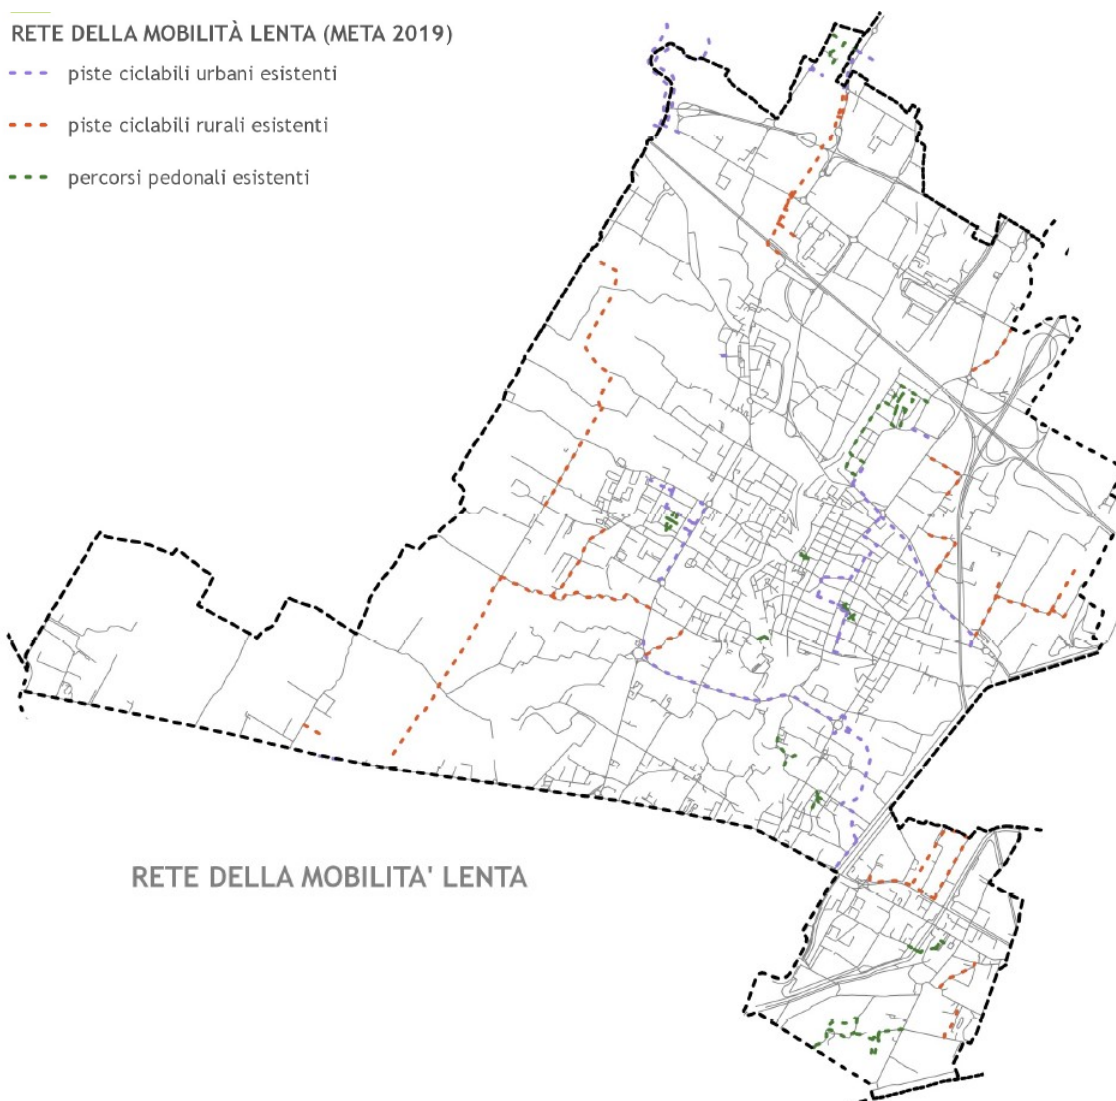 RETE DELLA MOBILITÀ LENTA (META 2019)
piste ciclabili urbani esistenti
piste ciclabili rurali esistenti
percorsi pedonali esistenti
RETE DELLA MOBILITA' LENTA